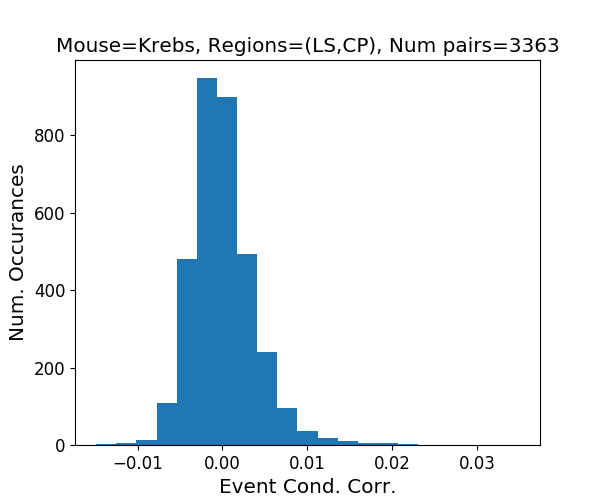 Mouse=Krebs, Regions=(LS,CP), Num pairs=3363
Num. Occurances
800
600
400
200
0
−0.01 0.00 0.01 0.02 0.03
Event Cond. Corr.